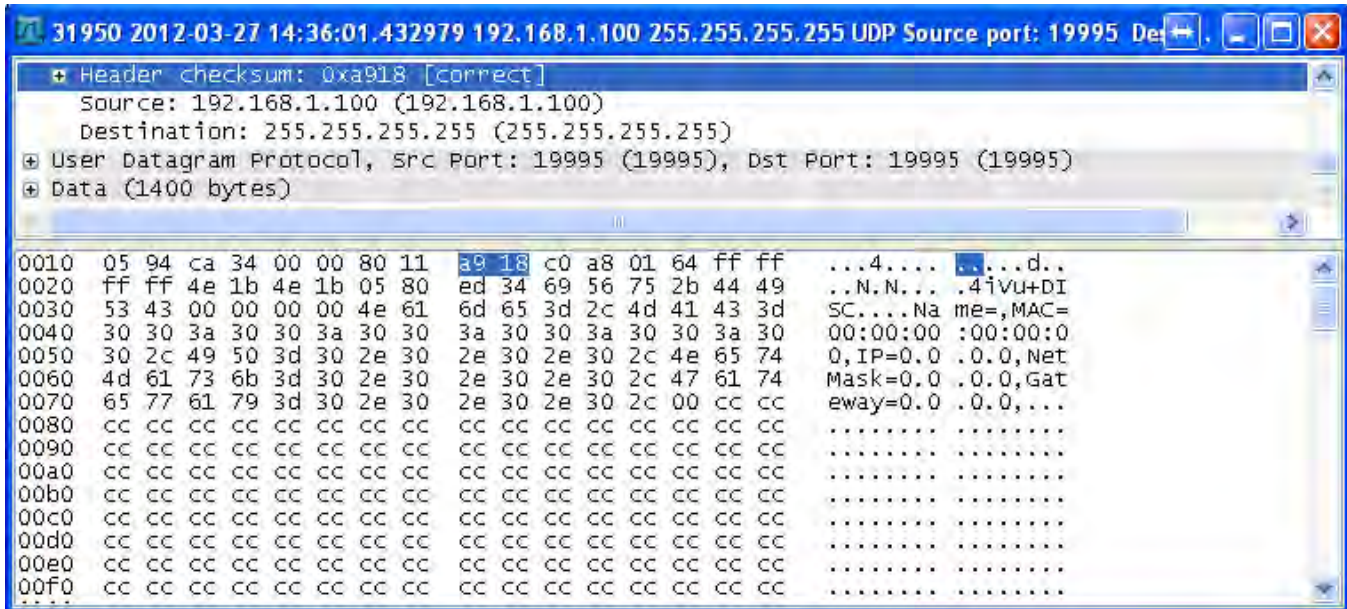 31950 2012-03-27 14:36:01.432979 192.168.1.100 255.255.255.255 UDP Source port: 19995 Des
Header checksum: 0xa918 [correct]
Source: 192.168.1.100 (192.168.1.100)
Destination: 255.255.255.255 (255.255.255.255)
User Datagram Protocol, Src Port: 19995 (19995), Dst Port: 19995 (19995)
Data (1400 bytes)
0010 05 94 ca 34 00 00 80 11 a9 18 c0 a8 01 64 ff ff ...4.... .....d..
0020 ff ff 4e 1b 4e 1b 05 80 ed 34 69 56 75 2b 44 49 ..N.N... .4iVu+DI
0030 53 43 00 00 00 00 4e 61 6d 65 3d 2c 4d 41 43 3d SC....Na me=,MAC=
0040 30 30 3a 30 30 3a 30 30 3a 30 30 3a 30 30 3a 30 00:00:00 :00:00:0
0050 30 2c 49 50 3d 30 2e 30 2e 30 2e 30 2c 4e 65 74 0,IP=0.0 .0.0,Net
0060 4d 61 73 6b 3d 30 2e 30 2e 30 2e 30 2c 47 61 74 Mask=0.0 .0.0,Gat
0070 65 77 61 79 3d 30 2e 30 2e 30 2e 30 2c 00 cc cc eway=0.0 .0.0,...
0080 cc cc cc cc cc cc cc cc cc cc cc cc cc cc cc cc ........ ........
0090 cc cc cc cc cc cc cc cc cc cc cc cc cc cc cc cc ........ ........
00a0 cc cc cc cc cc cc cc cc cc cc cc cc cc cc cc cc ........ ........
00b0 cc cc cc cc cc cc cc cc cc cc cc cc cc cc cc cc ........ ........
00c0 cc cc cc cc cc cc cc cc cc cc cc cc cc cc cc cc ........ ........
00d0 cc cc cc cc cc cc cc cc cc cc cc cc cc cc cc cc ........ ........
00e0 cc cc cc cc cc cc cc cc cc cc cc cc cc cc cc cc ........ ........
00f0 cc cc cc cc cc cc cc cc cc cc cc cc cc cc cc cc ........ ........